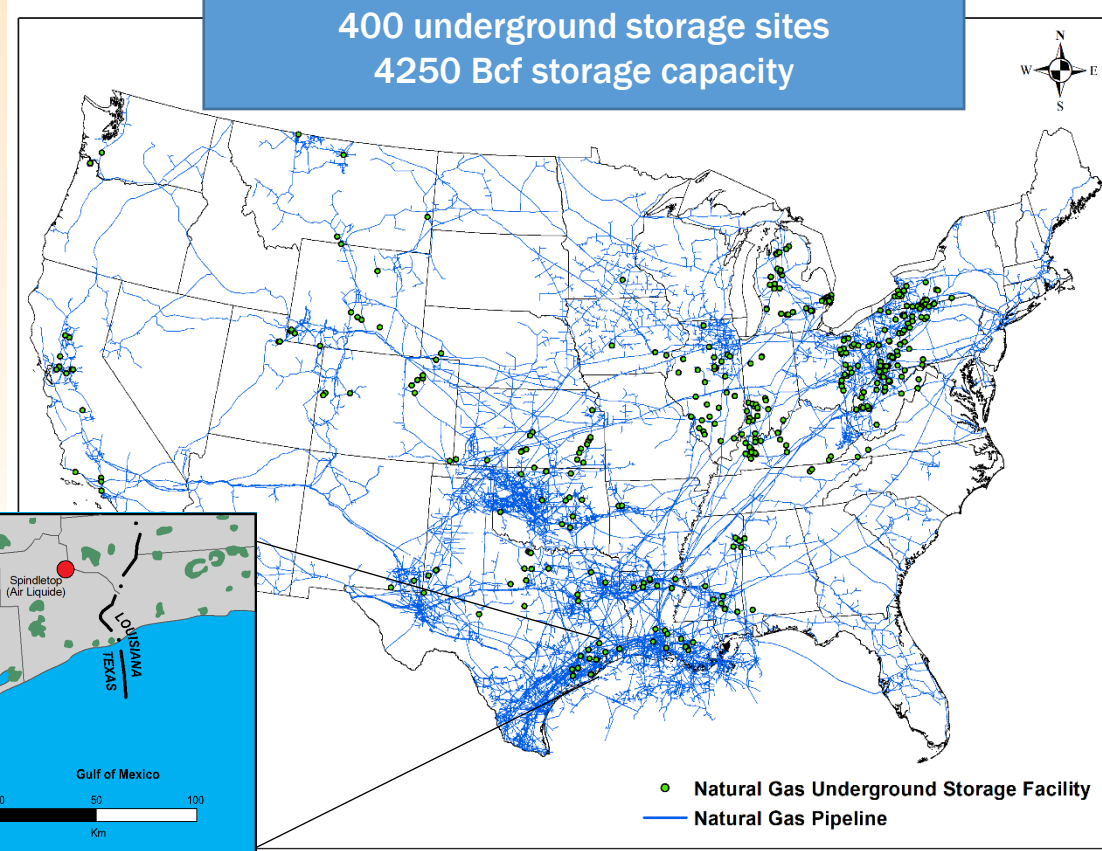 400 underground storage sites
4250 Bcf storage capacity
N
W
E
S
Spindletop
(Air Liquide)
LOUISIANA
TEXAS
Gulf of Mexico
0
50
100
Km
Natural Gas Underground Storage Facility
Natural Gas Pipeline